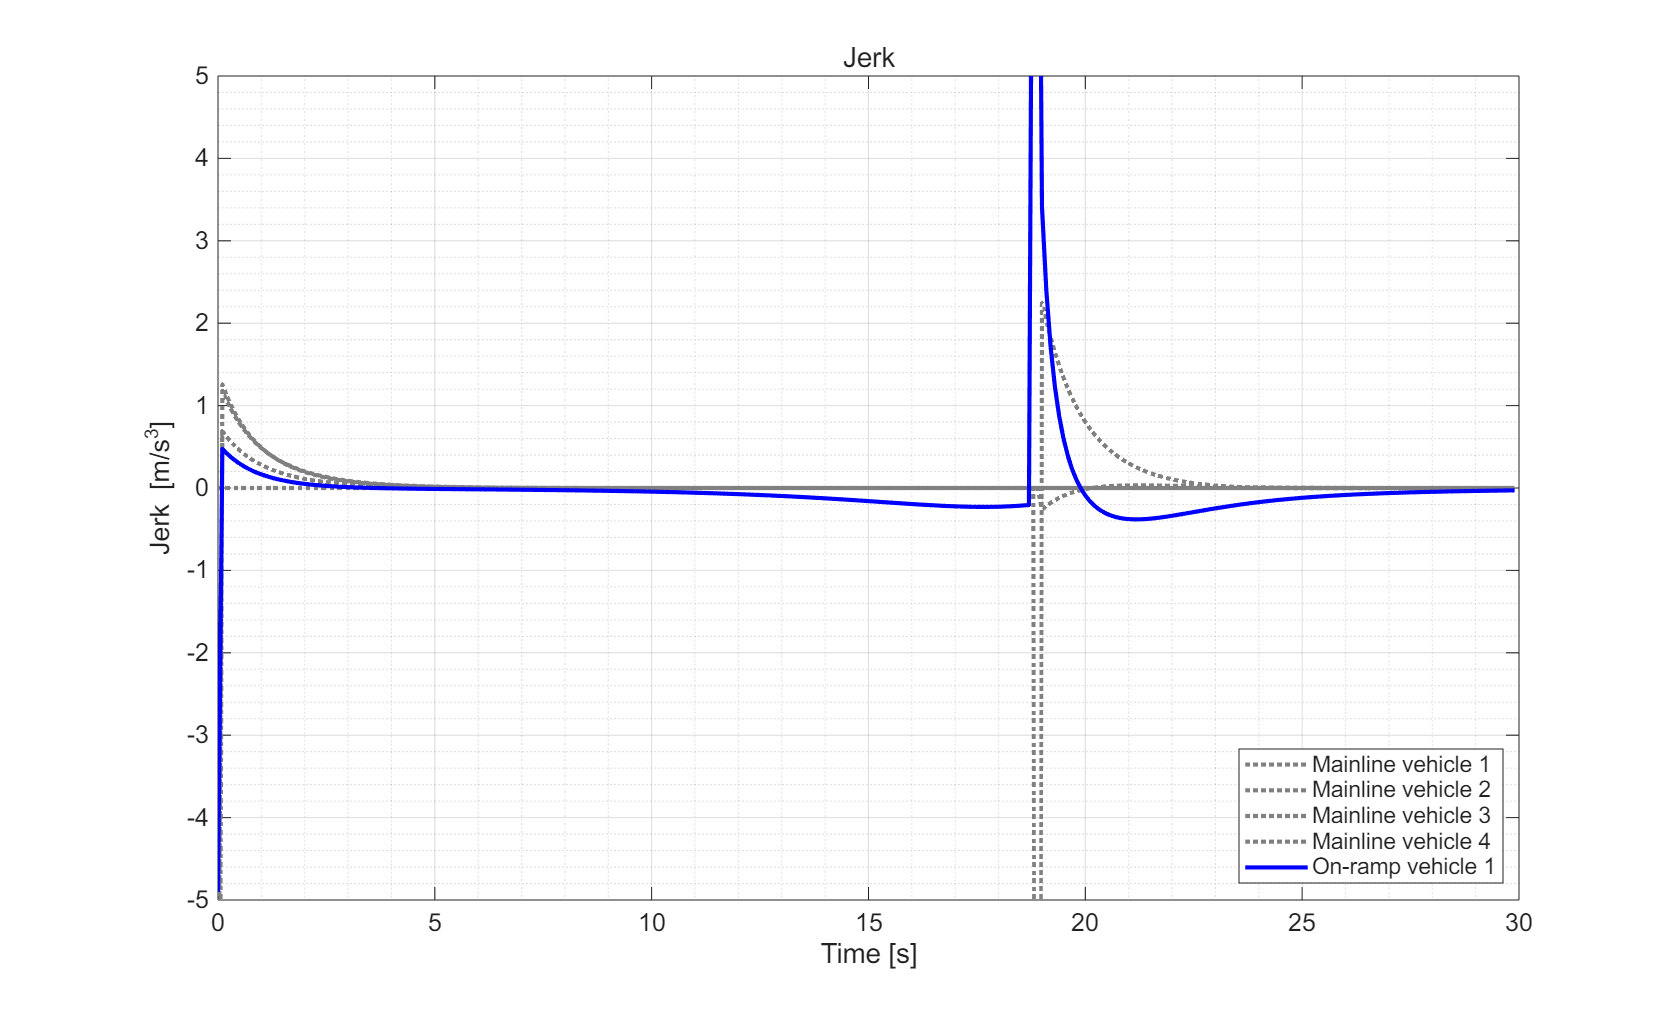 Jerk
5
4
3
2
1
0
-1
-2
-3
-4
-5
Jerk [m/s³]
0 5 10 15 20 25 30
Time [s]
Mainline vehicle 1
Mainline vehicle 2
Mainline vehicle 3
Mainline vehicle 4
On-ramp vehicle 1